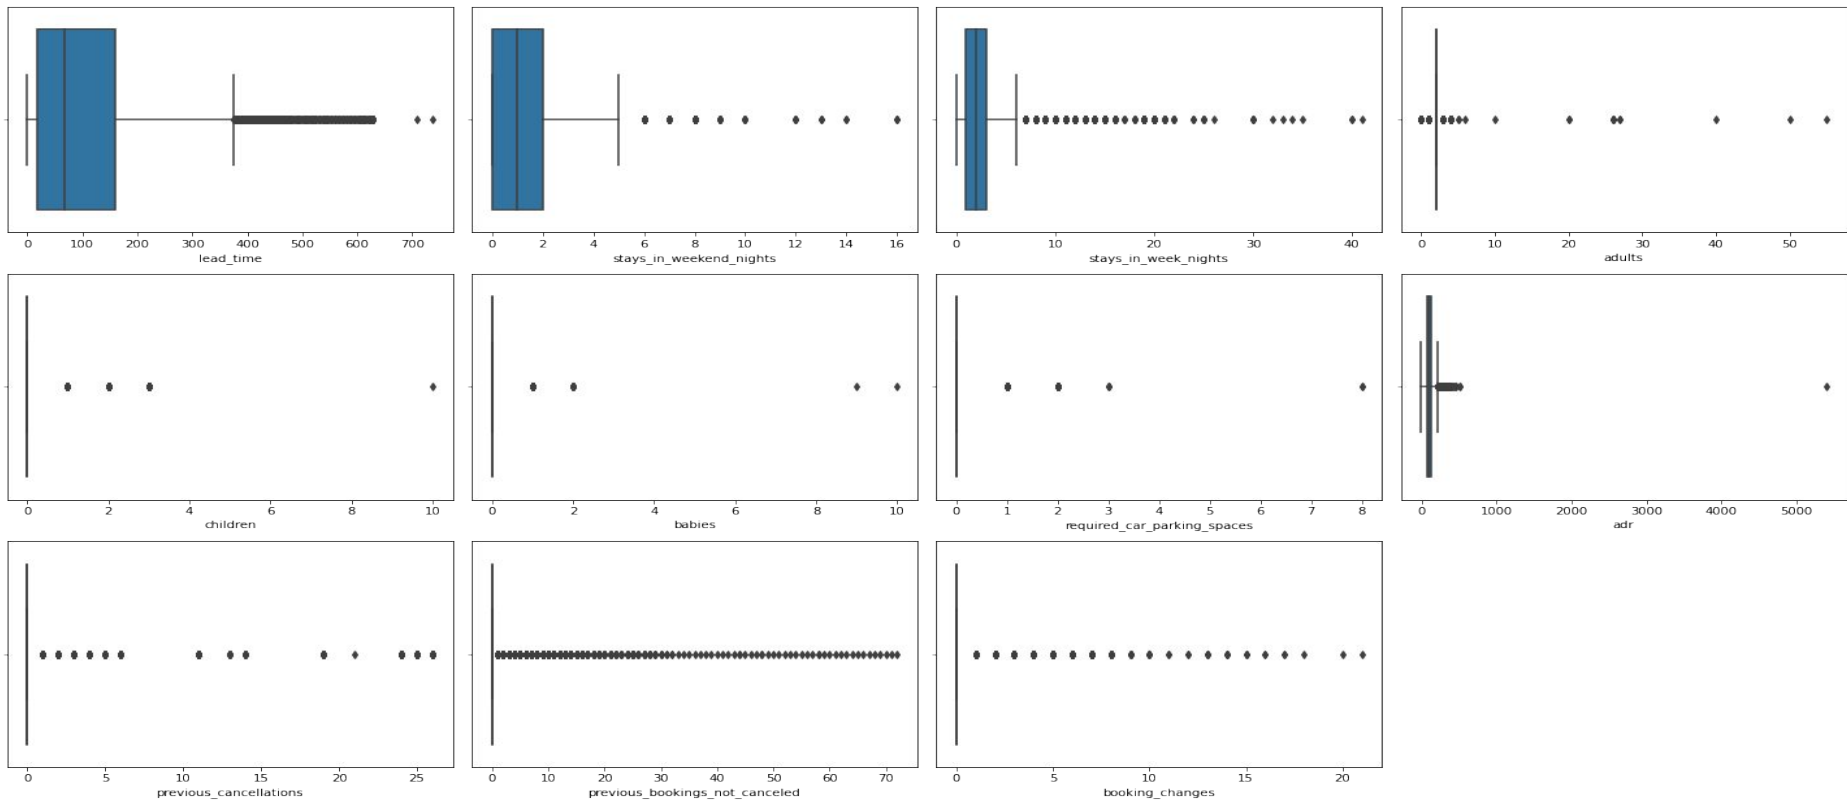 0 100 200 300 400 500 600 700
lead_time
0 2 4 6 8 10 12 14 16
stays_in_weekend_nights
0 10 20 30 40
stays_in_week_nights
0 10 20 30 40 50
adults
0 2 4 6 8 10
children
0 2 4 6 8 10
babies
0 1 2 3 4 5 6 7 8
required_car_parking_spaces
0 1000 2000 3000 4000 5000
adr
0 5 10 15 20 25
previous_cancellations
0 10 20 30 40 50 60 70
previous_bookings_not_canceled
0 5 10 15 20
booking_changes